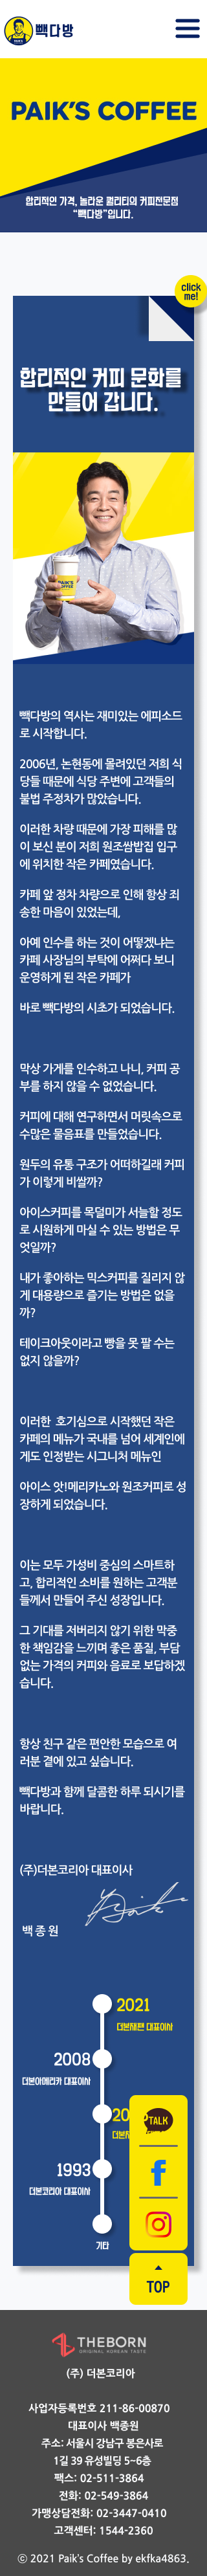 빽다방
PAIK'S COFFEE
합리적인 가격, 놀라운 퀄리티의 커피전문점
“빽다방”입니다.
click
me!
합리적인 커피 문화를
만들어 갑니다.
PAIK'S
COFFEE
빽다방의 역사는 재미있는 에피소드
로 시작합니다.
2006년, 논현동에 몰려있던 저희 식
당들 때문에 식당 주변에 고객들의
불법 주정차가 많았습니다.
이러한 차량 때문에 가장 피해를 많
이 보신 분이 저희 원조쌈밥집 입구
에 위치한 작은 카페였습니다.
카페 앞 정차 차량으로 인해 항상 죄
송한 마음이 있었는데,
아예 인수를 하는 것이 어떻겠냐는
카페 사장님의 부탁에 어쩌다 보니
운영하게 된 작은 카페가
바로 빽다방의 시초가 되었습니다.
막상 가게를 인수하고 나니, 커피 공
부를 하지 않을 수 없었습니다.
커피에 대해 연구하면서 머릿속으로
수많은 물음표를 만들었습니다.
원두의 유통 구조가 어떠하길래 커피
가 이렇게 비쌀까?
아이스커피를 목덜미가 서늘할 정도
로 시원하게 마실 수 있는 방법은 무
엇일까?
내가 좋아하는 믹스커피를 질리지 않
게 대용량으로 즐기는 방법은 없을
까?
테이크아웃이라고 빵을 못 팔 수는
없지 않을까?
이러한 호기심으로 시작했던 작은
카페의 메뉴가 국내를 넘어 세계인에
게도 인정받는 시그니처 메뉴인
아이스 앗!메리카노와 원조커피로 성
장하게 되었습니다.
이는 모두 가성비 중심의 스마트하
고, 합리적인 소비를 원하는 고객분
들께서 만들어 주신 성장입니다.
그 기대를 저버리지 않기 위한 막중
한 책임감을 느끼며 좋은 품질, 부담
없는 가격의 커피와 음료로 보답하겠
습니다.
항상 친구 같은 편안한 모습으로 여
러분 곁에 있고 싶습니다.
빽다방과 함께 달콤한 하루 되시기를
바랍니다.
(주)더본코리아 대표이사
백 종 원
2021
더본재팬 대표이사
2008
더본아메리카 대표이사
TALK
1993
더본코리아 대표이사
기타
TOP
THEBORN
KOREAN TASTE
(주) 더본코리아
사업자등록번호 211-86-00870
대표이사 백종원
주소: 서울시 강남구 봉은사로
1길 39 유성빌딩 5~6층
팩스: 02-511-3864
전화: 02-549-3864
가맹상담전화: 02-3447-0410
고객센터: 1544-2360
ⓒ 2021 Paik's Coffee by ekfka4863.